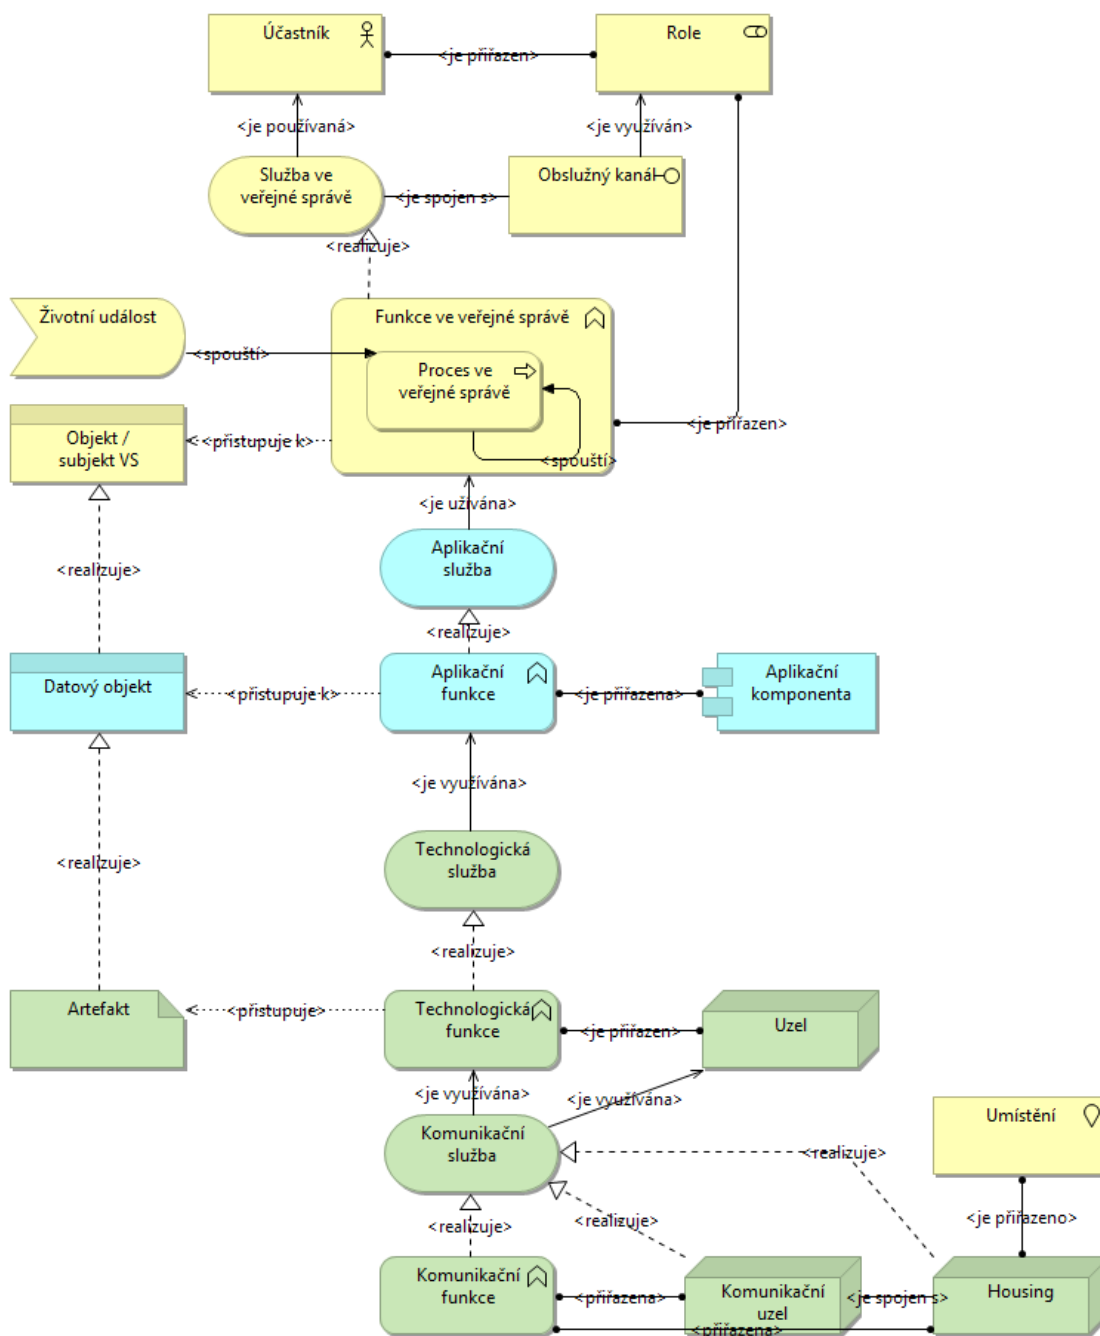 Účastník
<je přiřazen>
Role
<je používaná>
<je využíván>
Služba ve
veřejné správě
<je spojen s>
Obslužný kanál
<realizuje>
Životní událost
<spouští>
Funkce ve veřejné správě
Proces ve
veřejné správě
<spouští>
<je přiřazen>
Objekt /
subjekt VS
<přistupuje k>
<je užívána>
<realizuje>
Aplikační
služba
<realizuje>
Datový objekt
<přistupuje k>
Aplikační
funkce
<je přiřazena>
Aplikační
komponenta
<je využívána>
<realizuje>
Technologická
služba
<realizuje>
Artefakt
<přistupuje>
Technologická
funkce
<je přiřazen>
Uzel
<je využívána>
<je využívána>
Komunikační
služba
<realizuje>
Umístění
<realizuje>
<realizuje>
<je přiřazeno>
Komunikační
funkce
<přiřazena>
Komunikační
uzel
<je spojen s>
Housing
<přiřazena>